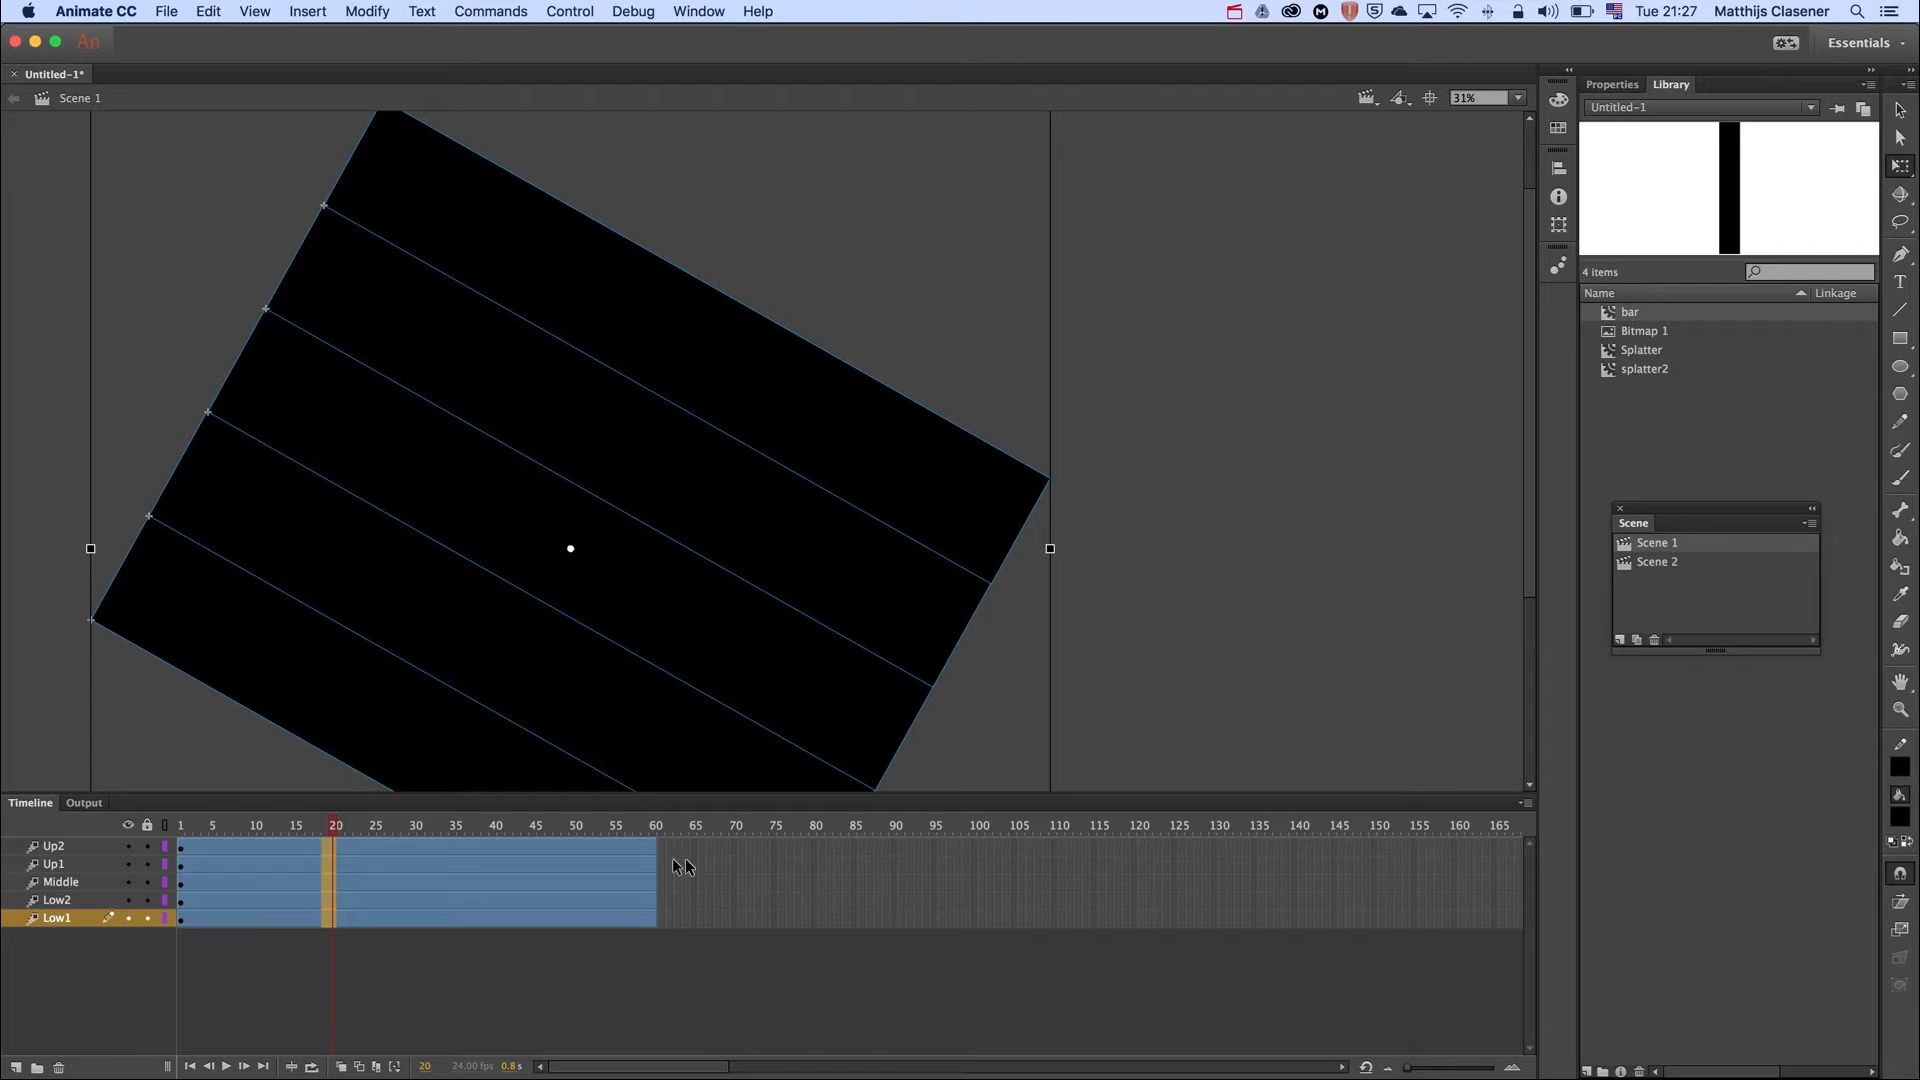 Animate CC File Edit View Insert Modify Text Commands Control Debug Window Help Tue 21:27 Matthijs Clasener
An Essentials
Untitled-1*
Scene 1 31%
Properties Library
Untitled-1
4 items
Name Linkage
bar
Bitmap 1
Splatter
splatter2
Scene
Scene 1
Scene 2
Timeline Output
1 5 10 15 20 25 30 35 40 45 50 55 60 65 70 75 80 85 90 95 100 105 110 115 120 125 130 135 140 145 150 155 160 165
Up2
Up1
Middle
Low2
Low1
20 24.00 fps 0.8 s